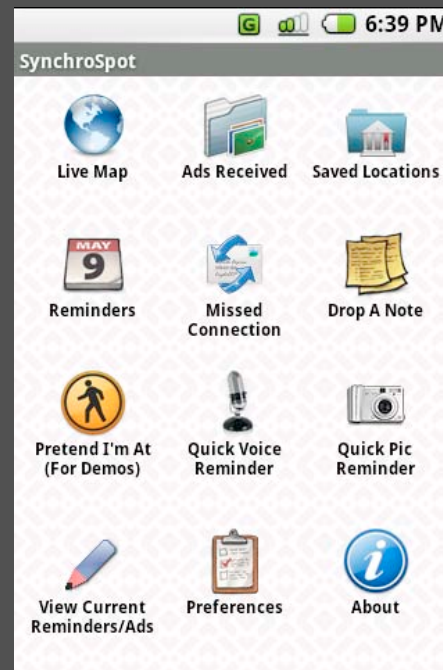 G
6:39 PM
SynchroSpot
Live Map
Ads Received
Saved Locations
MAY
9
Reminders
Missed
Connection
Drop A Note
Pretend I'm At
(For Demos)
Quick Voice
Reminder
Quick Pic
Reminder
View Current
Reminders/Ads
Preferences
i
About